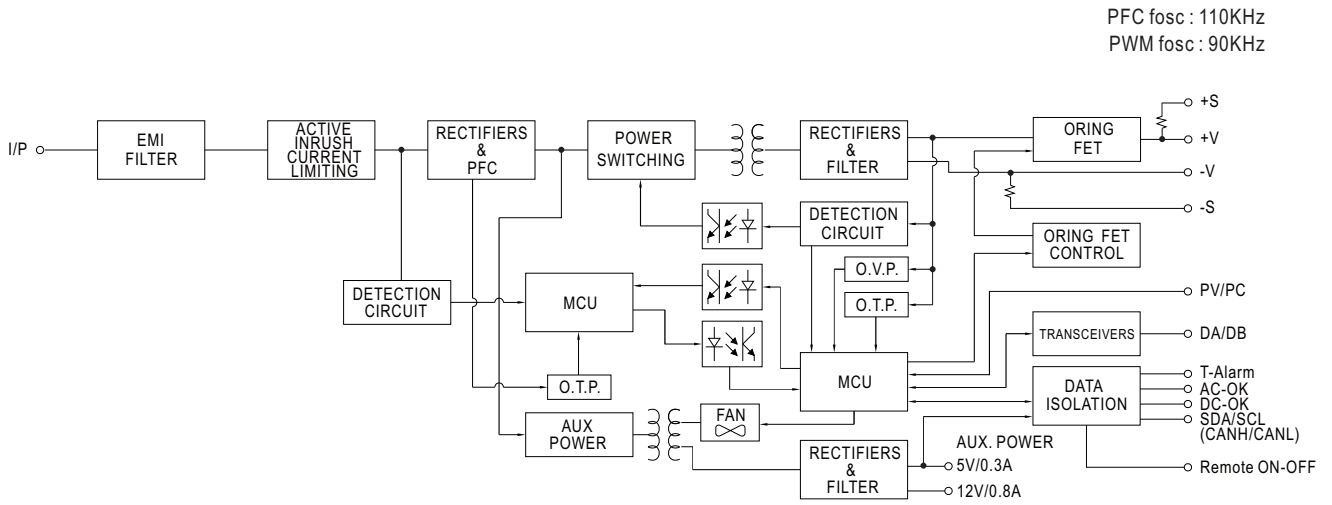 PFC fosc : 110KHz
PWM fosc : 90KHz
I/P
EMI
FILTER
ACTIVE
INRUSH
CURRENT
LIMITING
RECTIFIERS
&
PFC
POWER
SWITCHING
RECTIFIERS
&
FILTER
ORING
FET
+S
+V
-V
-S
DETECTION
CIRCUIT
ORING FET
CONTROL
O.V.P.
O.T.P.
DETECTION
CIRCUIT
MCU
PV/PC
TRANSCEIVERS
DA/DB
MCU
O.T.P.
DATA
ISOLATION
T-Alarm
AC-OK
DC-OK
SDA/SCL
(CANH/CANL)
AUX
POWER
FAN
RECTIFIERS
&
FILTER
AUX. POWER
5V/0.3A
12V/0.8A
Remote ON-OFF